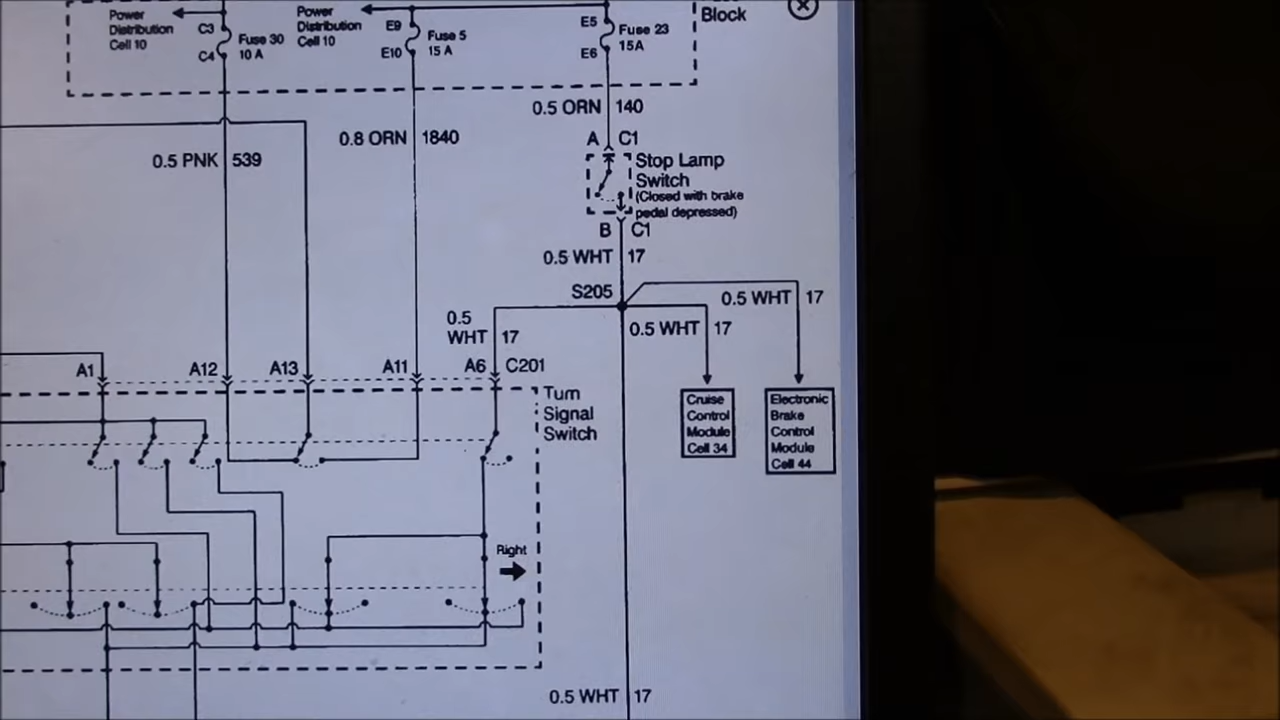 Power
Distribution
Cell 10
C3
C4
Fuse 30
10 A
Power
Distribution
Cell 10
E9
E10
Fuse 5
15 A
E5
E6
Fuse 23
15A
Block
0.5 ORN 140
0.8 ORN 1840
0.5 PNK 539
A C1
Stop Lamp
Switch
(Closed with brake
pedal depressed)
B C1
0.5 WHT 17
S205
0.5 WHT 17
0.5
WHT 17
0.5 WHT 17
A1
A12
A13
A11
A6 C201
Turn
Signal
Switch
Cruise
Control
Module
Cell 34
Electronic
Brake
Control
Module
Cell 44
Right
0.5 WHT 17